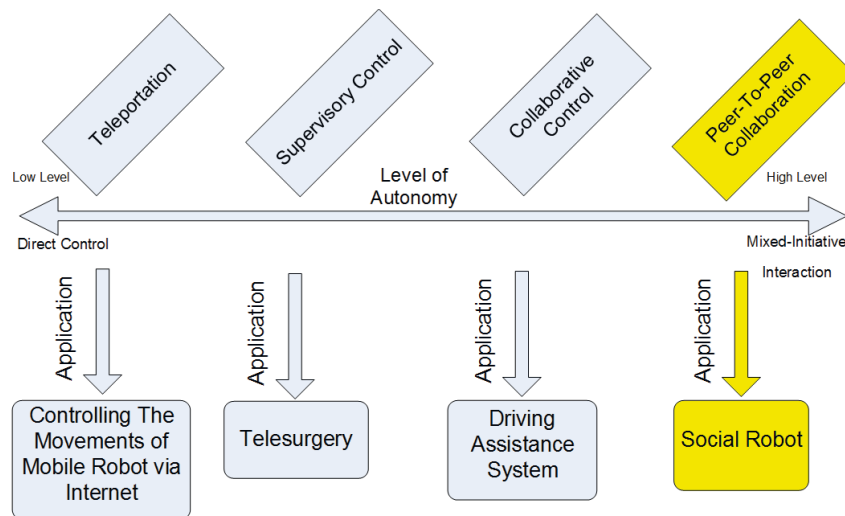 Teleportation
Supervisory Control
Collaborative
Control
Peer-To-Peer
Collaboration
Low Level
Level of
Autonomy
High Level
Direct Control
Mixed-Initiative
Interaction
Application
Application
Application
Application
Controlling The
Movements of
Mobile Robot via
Internet
Telesurgery
Driving
Assistance
System
Social Robot